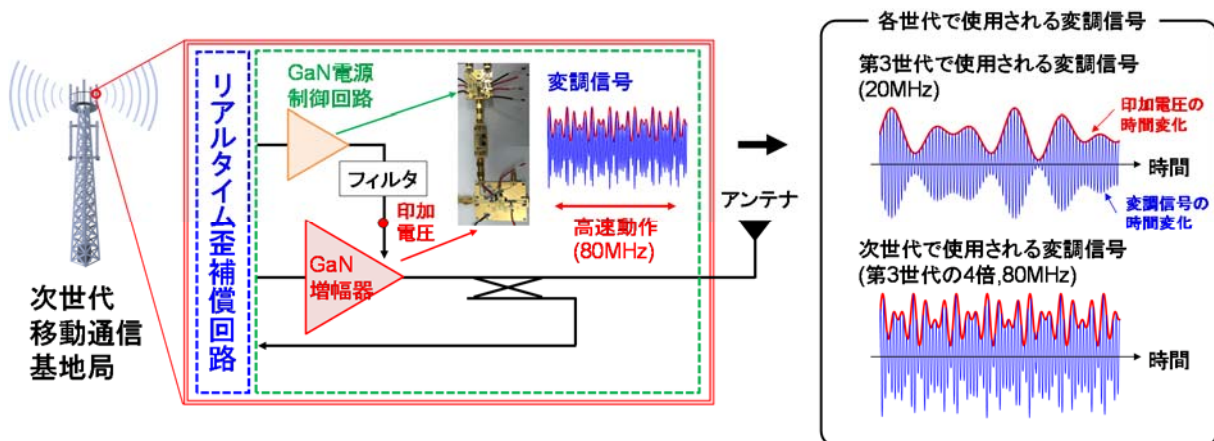 次世代
移動通信
基地局
リアルタイム歪補償回路
GaN電源
制御回路
フィルタ
印加
電圧
GaN
増幅器
変調信号
高速動作
(80MHz)
アンテナ
各世代で使用される変調信号
第3世代で使用される変調信号
(20MHz)
印加電圧の
時間変化
時間
変調信号の
時間変化
次世代で使用される変調信号
(第3世代の4倍,80MHz)
時間